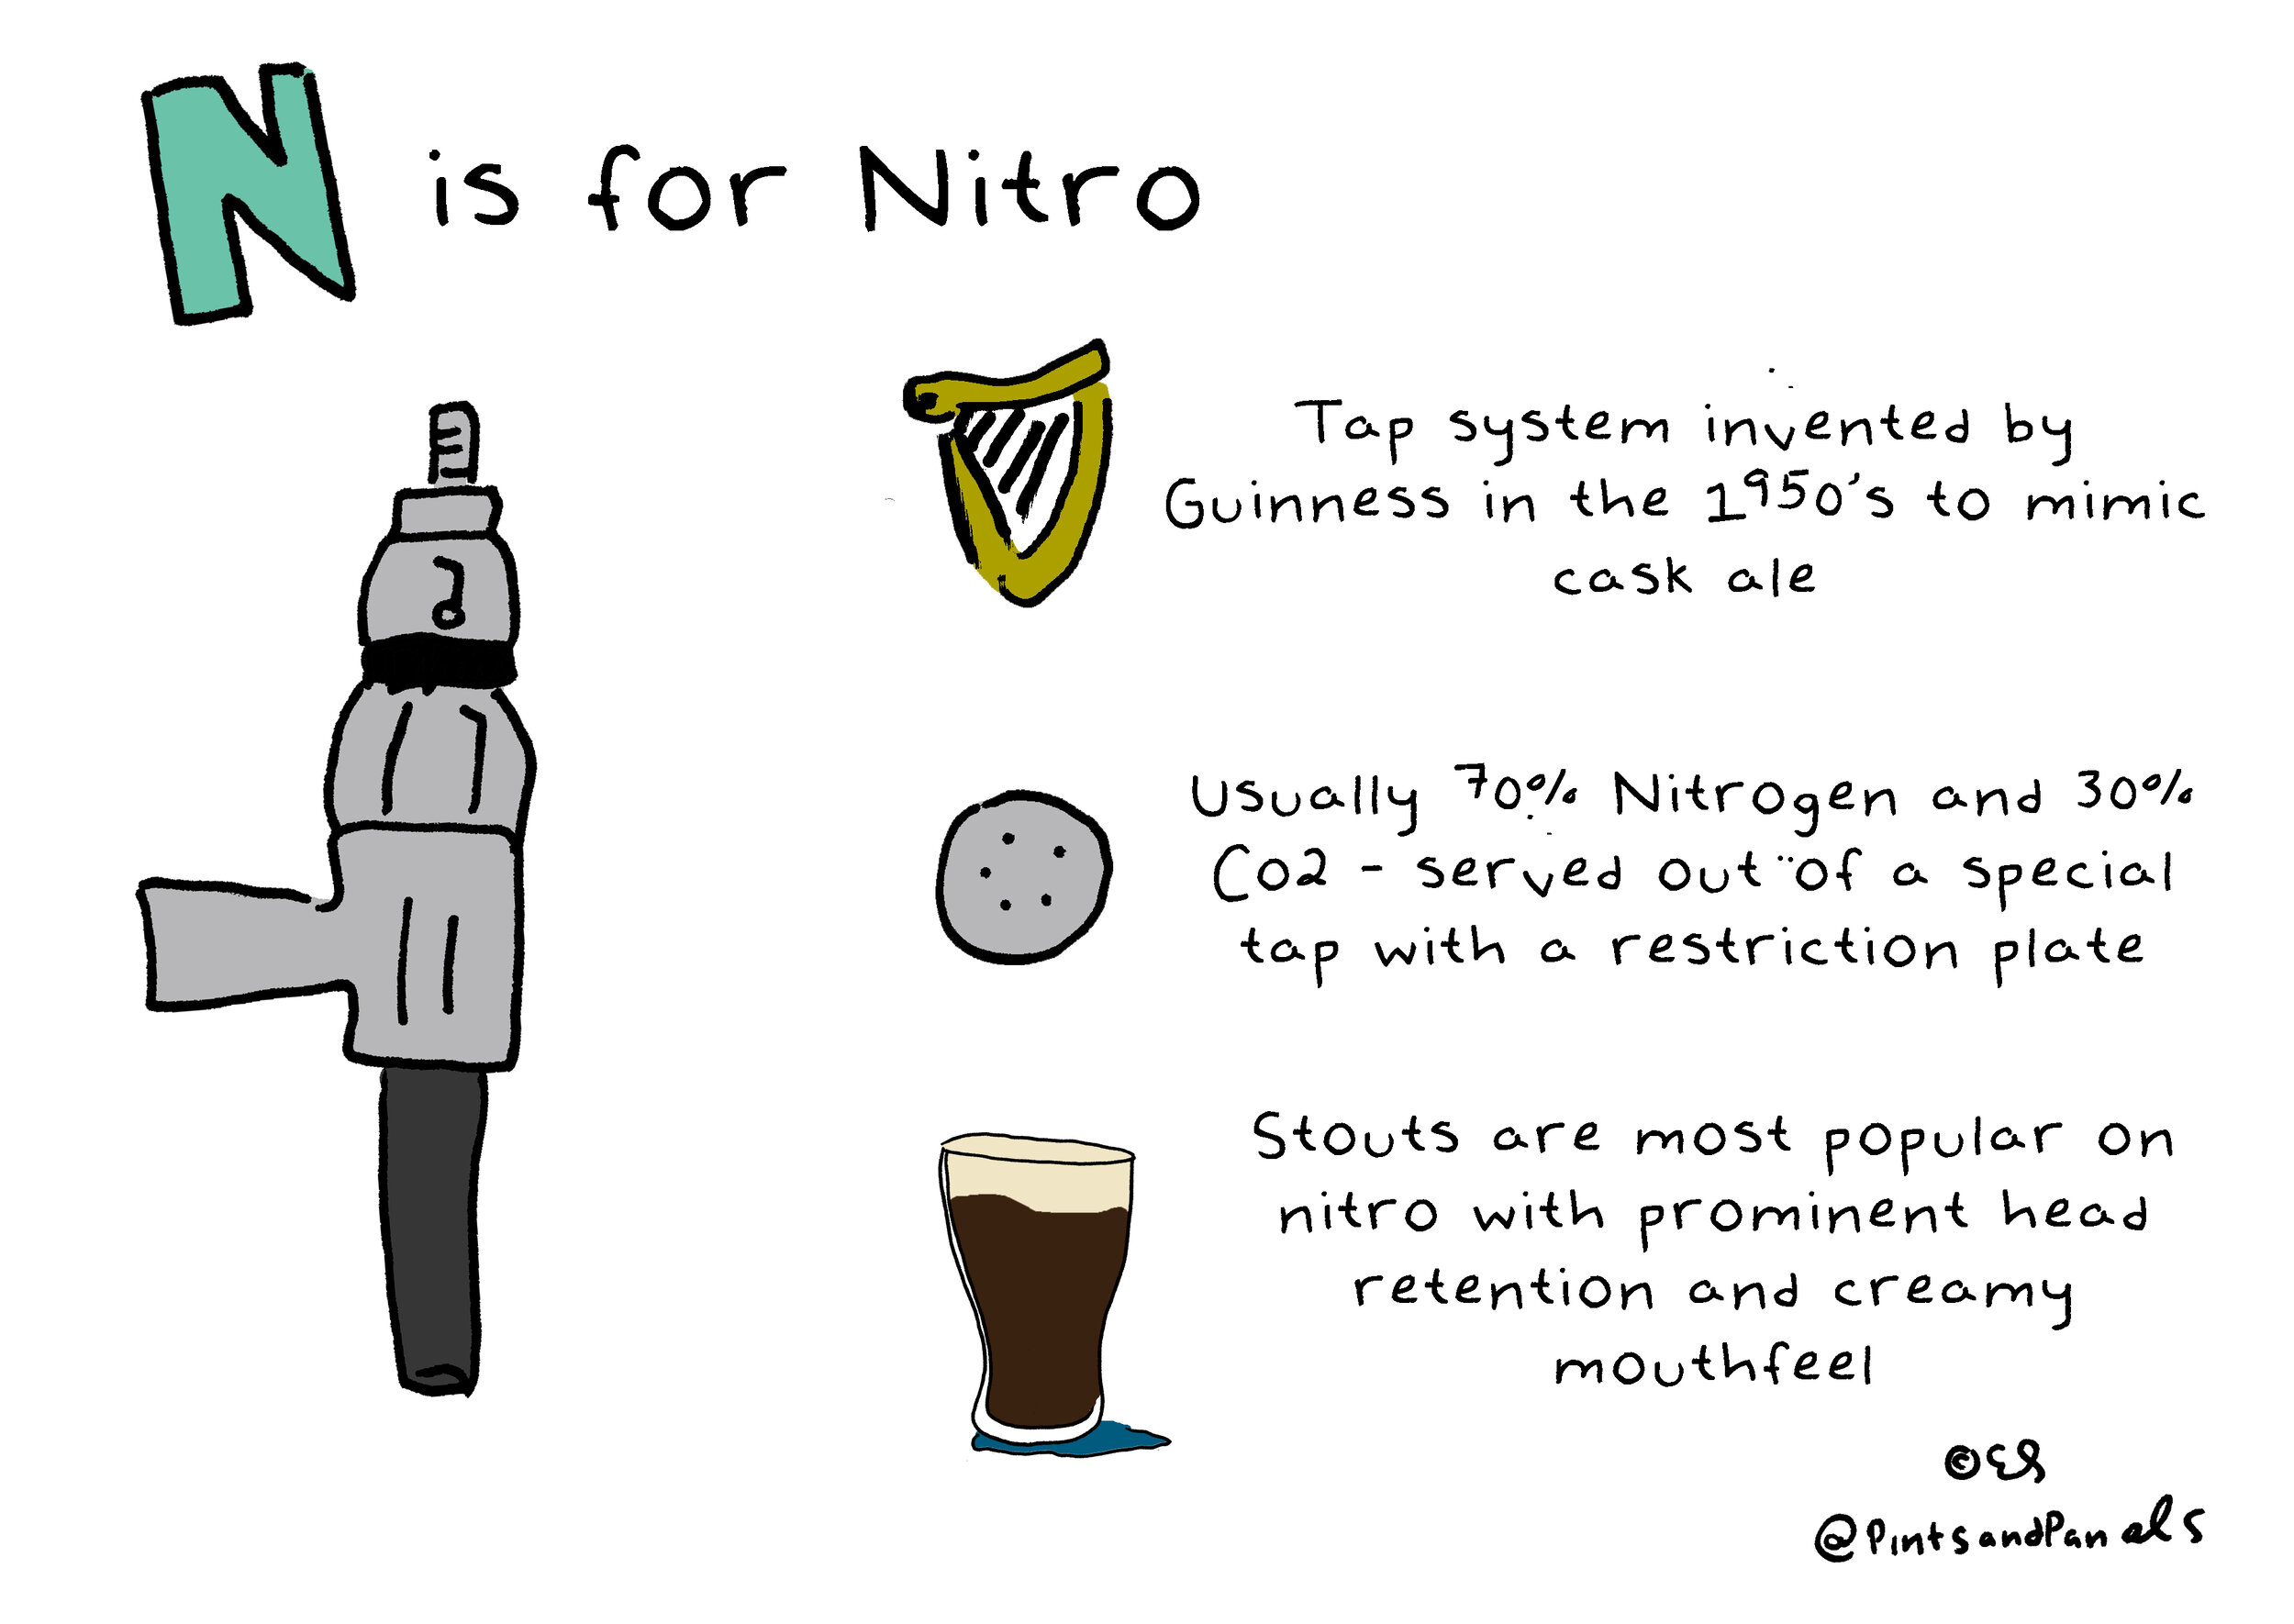 N is for Nitro
Tap system invented by
Guinness in the 1950's to mimic
cask ale
Usually 70% Nitrogen and 30%
Co2 - served out of a special
tap with a restriction plate
Stouts are most popular on
nitro with prominent head
retention and creamy
mouthfeel
©ES
@PintsandPanels